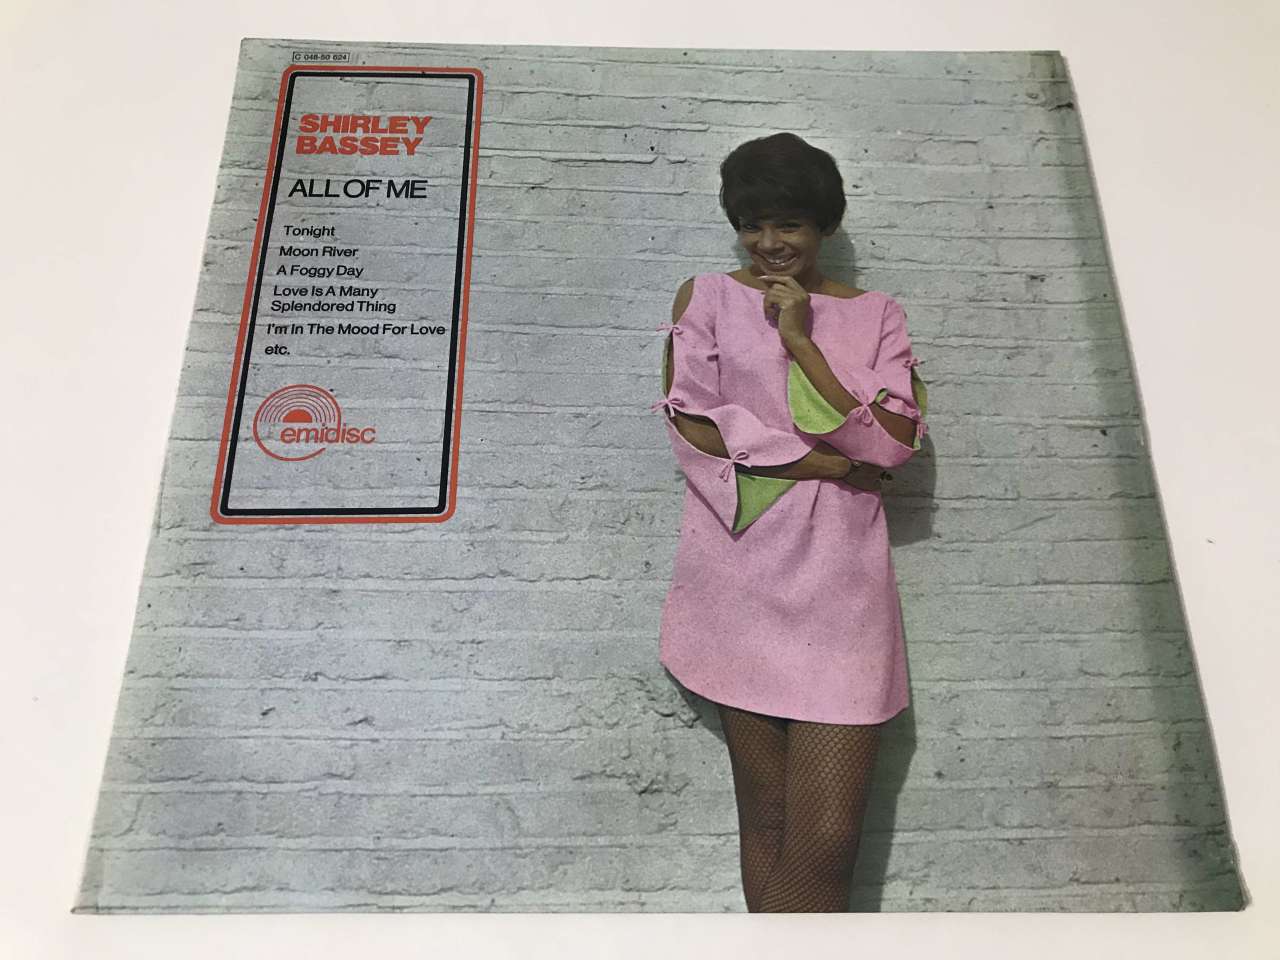 C 048-50 624
SHIRLEY
BASSEY
ALL OF ME
Tonight
Moon River
A Foggy Day
Love Is A Many
Splendored Thing
I'm In The Mood For Love
etc.
emidisc